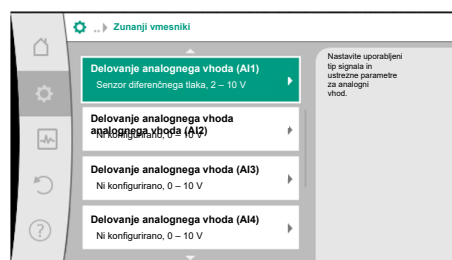 ..› Zunanji vmesniki
Delovanje analognega vhoda (AI1)
Senzor diferenčnega tlaka, 2 – 10 V
Delovanje analognega vhoda
analognega vhoda (AI2)
Ni konfigurirano, 0 – 10 V
Delovanje analognega vhoda (AI3)
Ni konfigurirano, 0 – 10 V
Delovanje analognega vhoda (AI4)
Ni konfigurirano, 0 – 10 V
Nastavite uporabljeni
tip signala in
ustrezne parametre
za analogni
vhod.